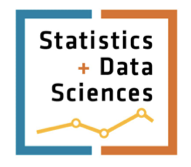 Statistics
+ Data
Sciences